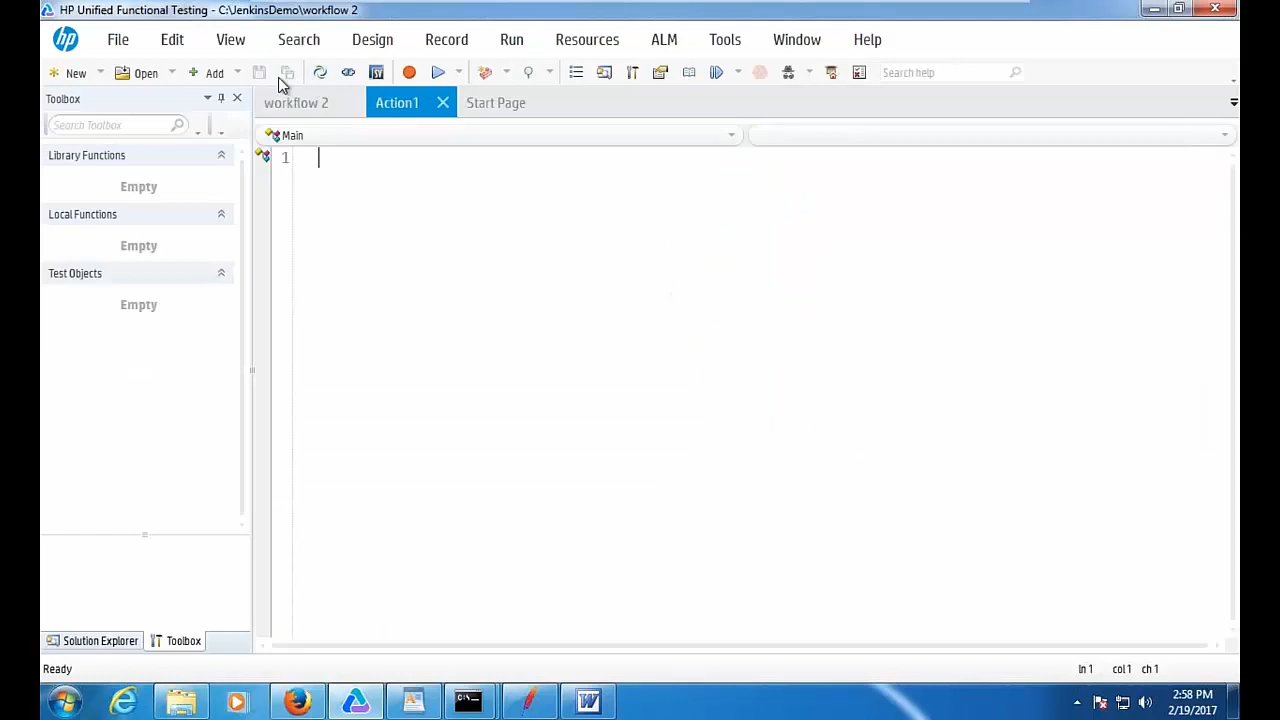 HP Unified Functional Testing - C:\JenkinsDemo\workflow 2
hp File Edit View Search Design Record Run Resources ALM Tools Window Help
New Open Add Search help
Toolbox
workflow 2 Action1 Start Page
Search Toolbox
Main
Library Functions
1
Empty
Local Functions
Empty
Test Objects
Empty
Solution Explorer Toolbox
Ready ln 1 col 1 ch 1
C:\
W
2:58 PM
2/19/2017